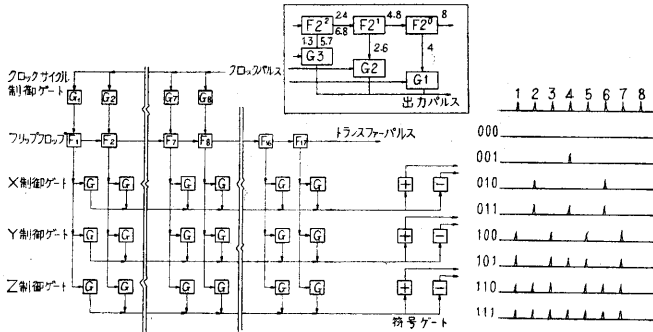 F2² 2.4 F2¹ 4.8 F2⁰ 8
6.8
1.3 5.7 2.6 4
G3 G2 G1
出力パルス
クロックサイクル
制御ゲート
クロックパルス
G1 G2 G7 G8
フリップフロップ F1 F2 F7 F8 F16 F17 トランスファーパルス
X制御ゲート G G G G G G + −
Y制御ゲート G G G G G G + −
Z制御ゲート G G G G G G + −
符号ゲート
1 2 3 4 5 6 7 8
000
001
010
011
100
101
110
111